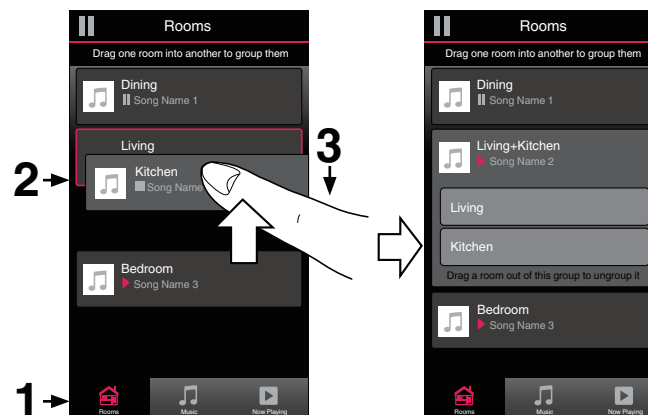 Rooms
Drag one room into another to group them
Dining
Song Name 1
Living
Kitchen
Song Name
Bedroom
Song Name 3
Rooms
Music
Now Playing
1
2
3
Rooms
Drag one room into another to group them
Dining
Song Name 1
Living+Kitchen
Song Name 2
Living
Kitchen
Drag a room out of this group to ungroup it
Bedroom
Song Name 3
Rooms
Music
Now Playing